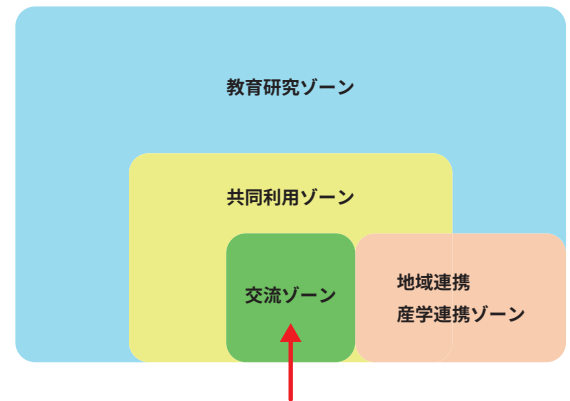 教育研究ゾーン
共同利用ゾーン
交流ゾーン
地域連携
産学連携ゾーン